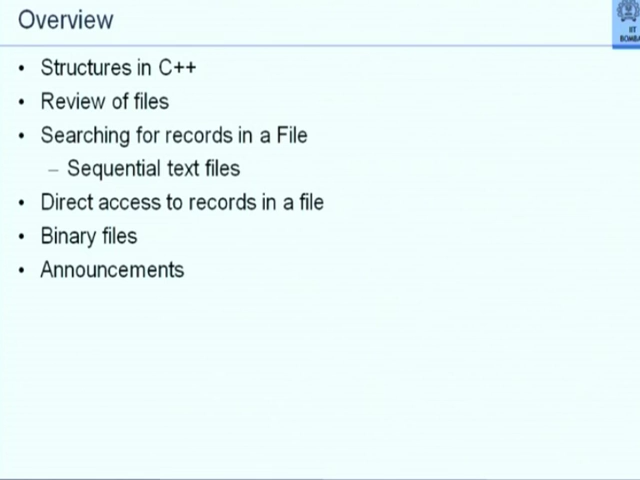 Overview
• Structures in C++
• Review of files
• Searching for records in a File
– Sequential text files
• Direct access to records in a file
• Binary files
• Announcements
IIT